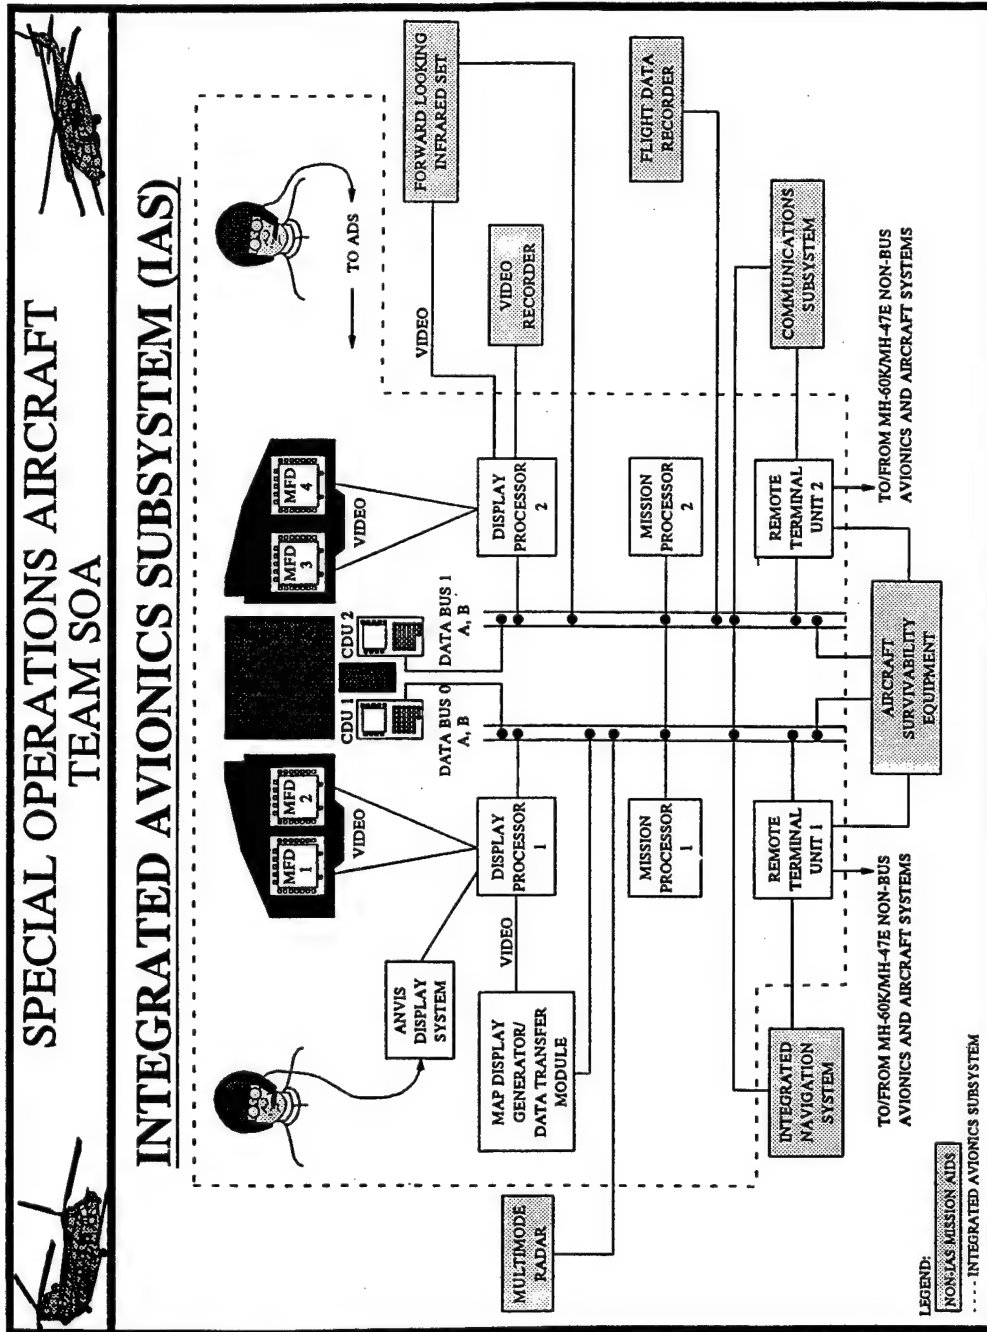 SPECIAL OPERATIONS AIRCRAFT
TEAM SOA
INTEGRATED AVIONICS SUBSYSTEM (IAS)
TO ADS
MFD
1
MFD
2
VIDEO
CDU 1
CDU 2
MFD
3
MFD
4
VIDEO
ANVIS
DISPLAY
SYSTEM
VIDEO
FORWARD LOOKING
INFRARED SET
DATA BUS 0
A, B
DATA BUS 1
A, B
MAP DISPLAY
GENERATOR/
DATA TRANSFER
MODULE
VIDEO
DISPLAY
PROCESSOR
1
DISPLAY
PROCESSOR
2
VIDEO
RECORDER
MULTIMODE
RADAR
MISSION
PROCESSOR
1
MISSION
PROCESSOR
2
FLIGHT DATA
RECORDER
INTEGRATED
NAVIGATION
SYSTEM
REMOTE
TERMINAL
UNIT 1
REMOTE
TERMINAL
UNIT 2
COMMUNICATIONS
SUBSYSTEM
TO/FROM MH-60K/MH-47E NON-BUS
AVIONICS AND AIRCRAFT SYSTEMS
AIRCRAFT
SURVIVABILITY
EQUIPMENT
TO/FROM MH-60K/MH-47E NON-BUS
AVIONICS AND AIRCRAFT SYSTEMS
LEGEND:
NON-IAS MISSION AIDS
---- INTEGRATED AVIONICS SUBSYSTEM